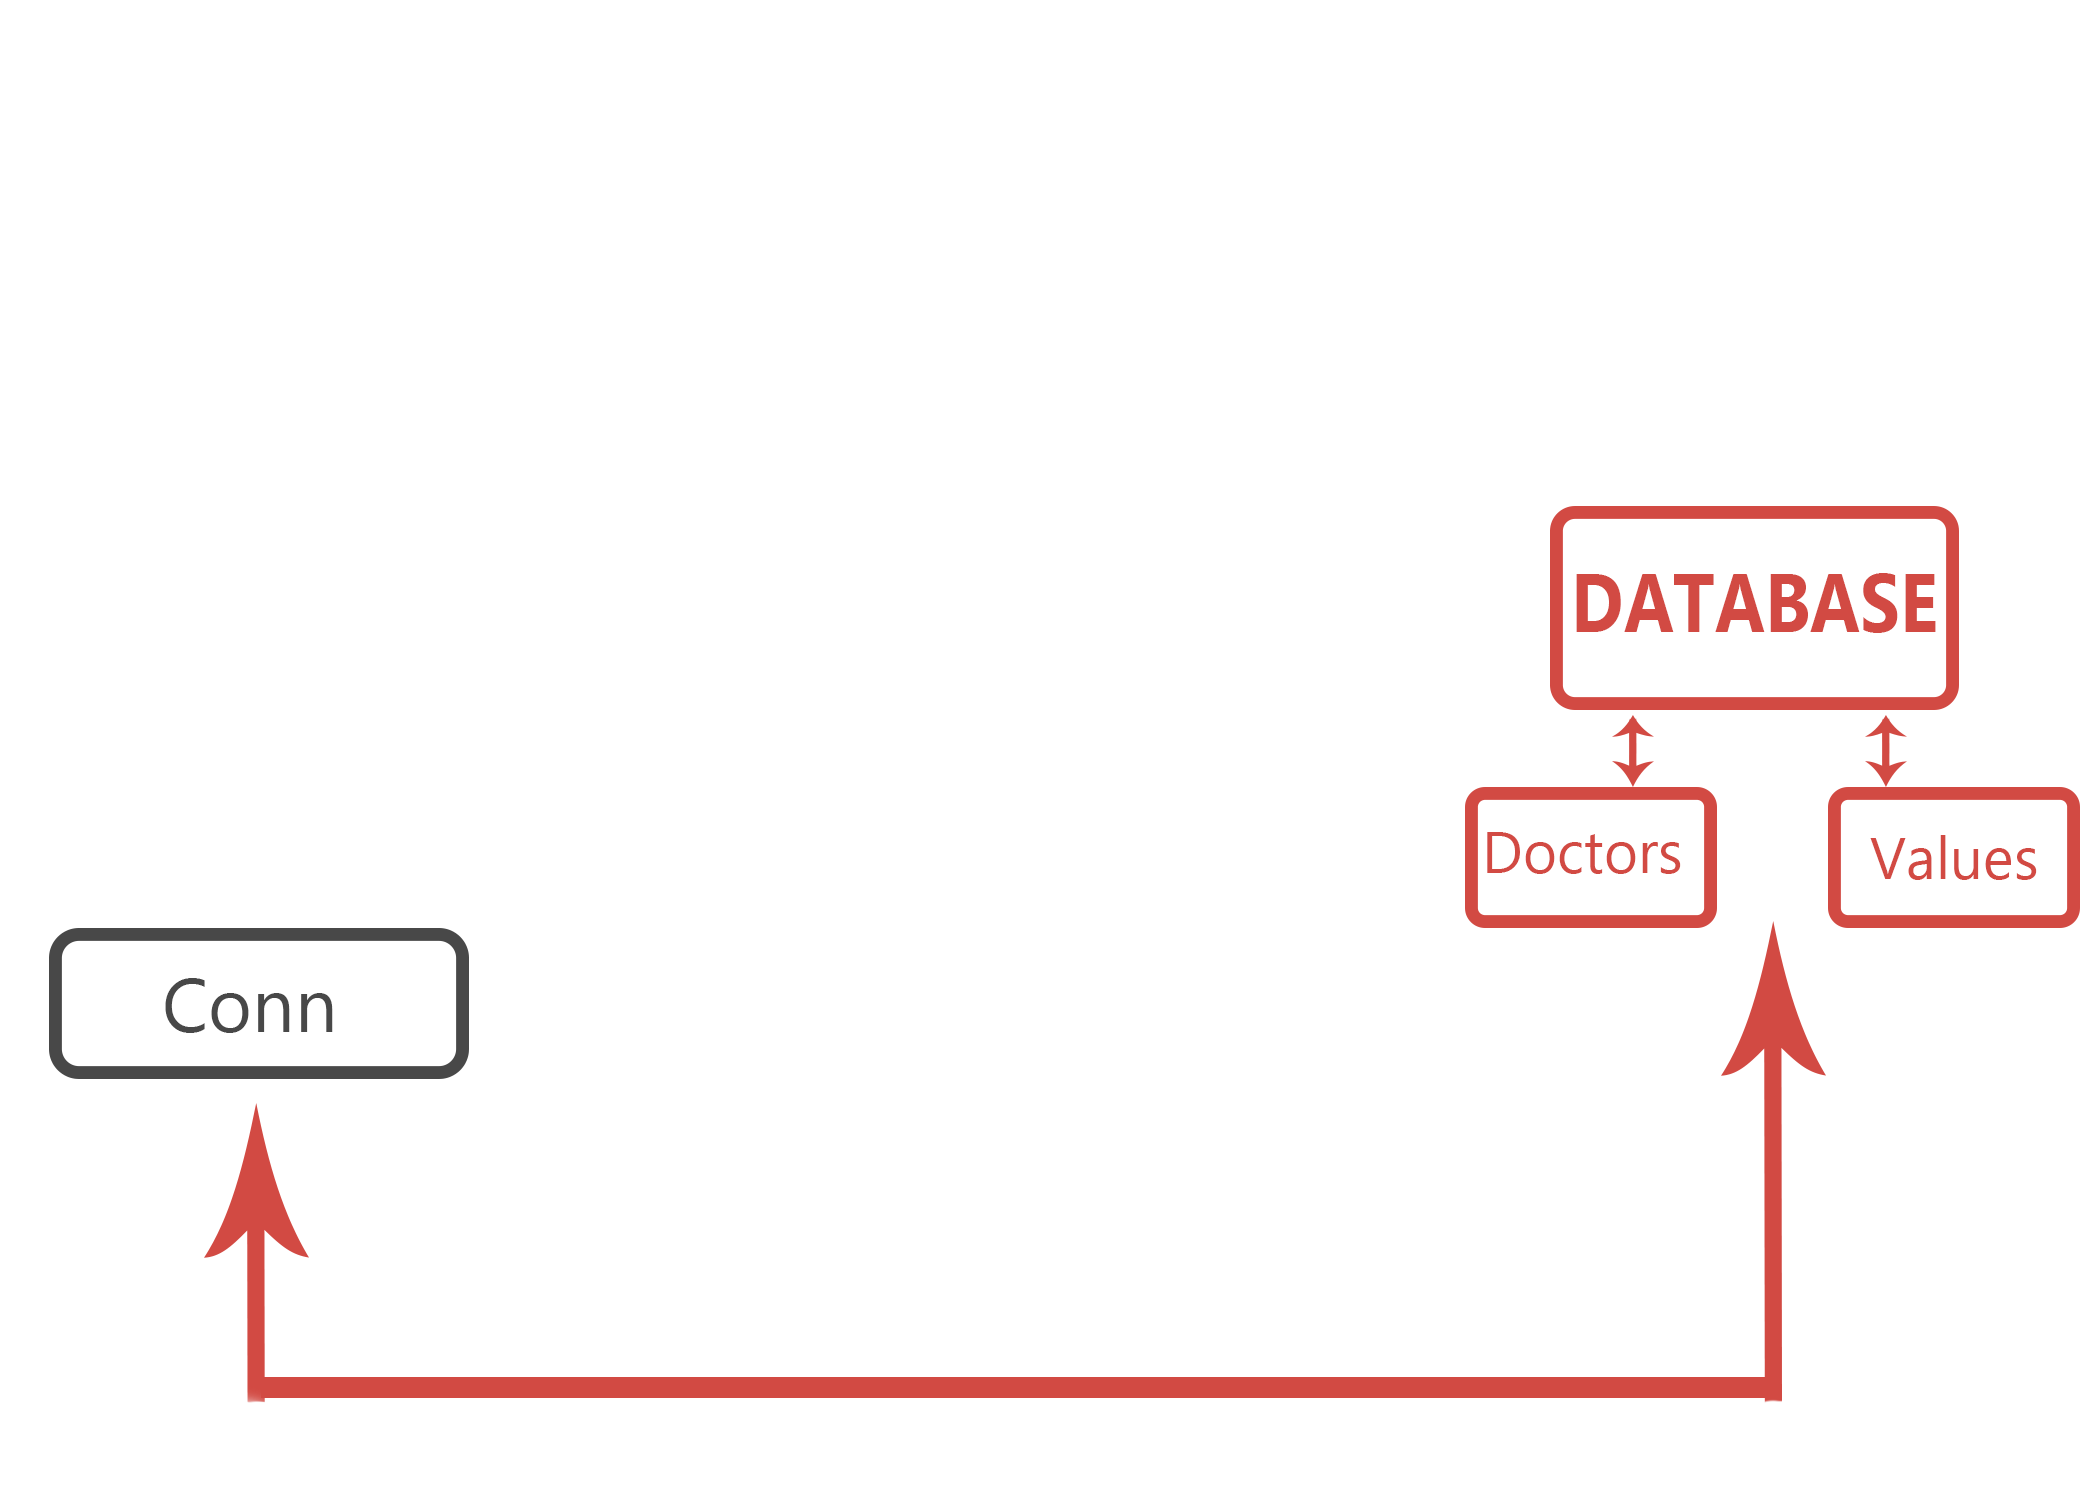 DATABASE
Doctors
Values
Conn